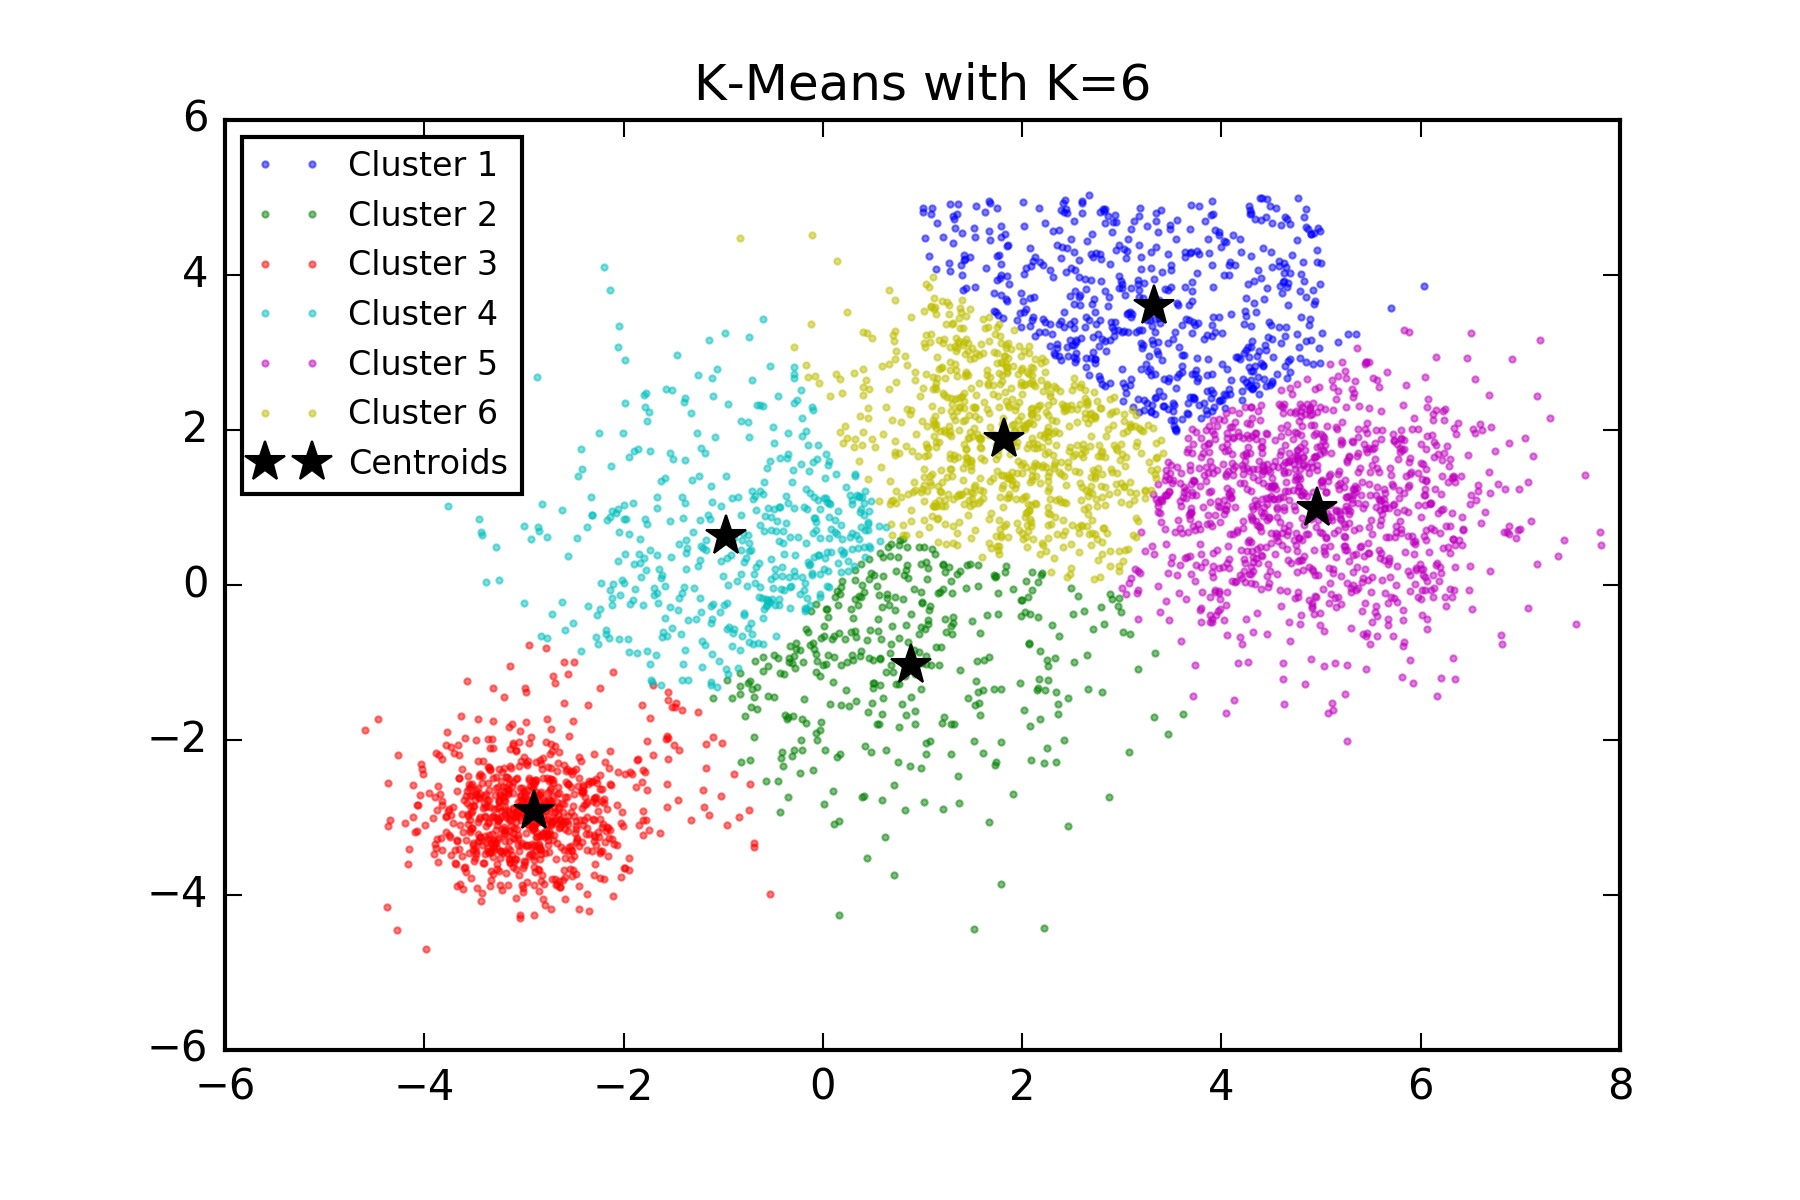 K-Means with K=6
6
4
2
0
−2
−4
−6
Cluster 1
Cluster 2
Cluster 3
Cluster 4
Cluster 5
Cluster 6
Centroids
−6 −4 −2 0 2 4 6 8